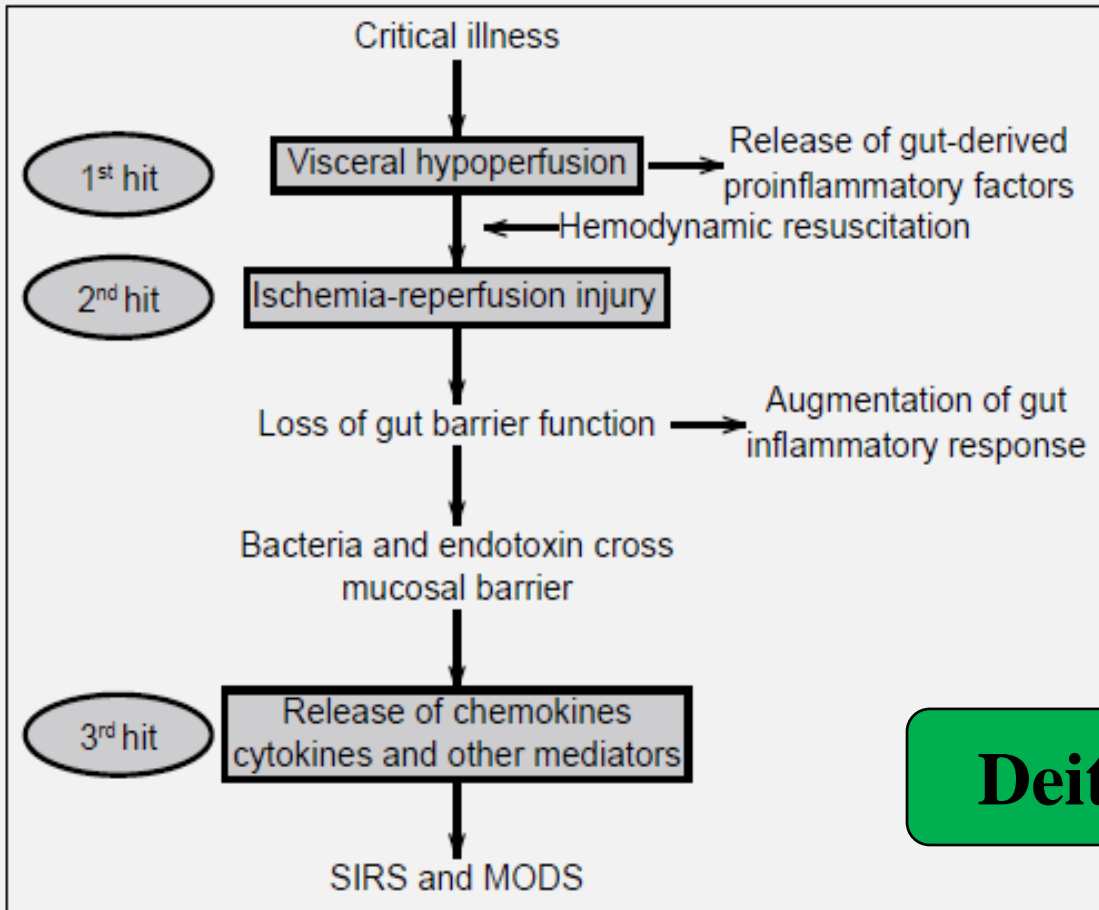 Critical illness
1st hit
Visceral hypoperfusion
Release of gut-derived
proinflammatory factors
Hemodynamic resuscitation
2nd hit
Ischemia-reperfusion injury
Loss of gut barrier function
Augmentation of gut
inflammatory response
Bacteria and endotoxin cross
mucosal barrier
3rd hit
Release of chemokines
cytokines and other mediators
SIRS and MODS
Deit